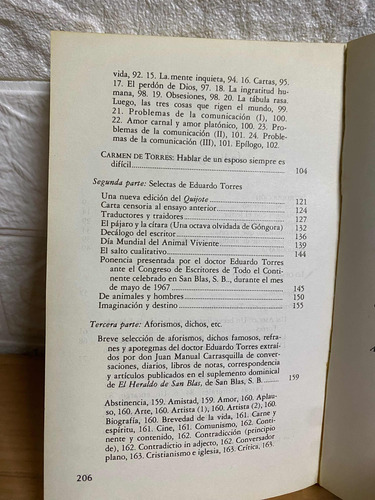 vida, 92. 15. La mente inquieta, 94. 16. Cartas, 95.
17. El perdón de Dios, 97. 18. La ingratitud hu-
mana, 98. 19. Obsesiones, 98. 20. La tábula rasa.
Luego, las tres cosas que rigen el mundo, 99.
21. Problemas de la comunicación (I), 100.
22. Amor carnal y amor platónico, 100. 23. Pro-
blemas de la comunicación (II), 101. 24. Proble-
mas de la comunicación (III), 101. Epílogo, 102.
CARMEN DE TORRES: Hablar de un esposo siempre es
difícil 104
Segunda parte: Selectas de Eduardo Torres
Una nueva edición del Quijote 121
Carta censoria al ensayo anterior 124
Traductores y traidores 127
El pájaro y la cítara (Una octava olvidada de Góngora) 132
Decálogo del escritor 136
Día Mundial del Animal Viviente 139
El salto cualitativo 144
Ponencia presentada por el doctor Eduardo Torres
ante el Congreso de Escritores de Todo el Conti-
nente celebrado en San Blas, S. B., durante el mes
de mayo de 1967 145
De animales y hombres 150
Imaginación y destino 155
Tercera parte: Aforismos, dichos, etc.
Breve selección de aforismos, dichos famosos, refra-
nes y apotegmas del doctor Eduardo Torres extraí-
dos por don Juan Manuel Carrasquilla de conver-
saciones, diarios, libros de notas, correspondencia
y artículos publicados en el suplemento dominical
de El Heraldo de San Blas, de San Blas, S. B. 159
Abstinencia, 159. Amistad, 159. Amor, 160. Aplau-
so, 160. Arte, 160. Artista (1), 160. Artista (2), 160.
Biografía, 160. Brevedad de la vida, 161. Carne y
espíritu, 161. Cine, 161. Comunismo, 162. Conti-
nente y contenido, 162. Contradicción (principio
de), 162. Contradictio in adjecto, 162. Conversador
plano, 163. Cristianismo e iglesia, 163. Crítica, 163.
206